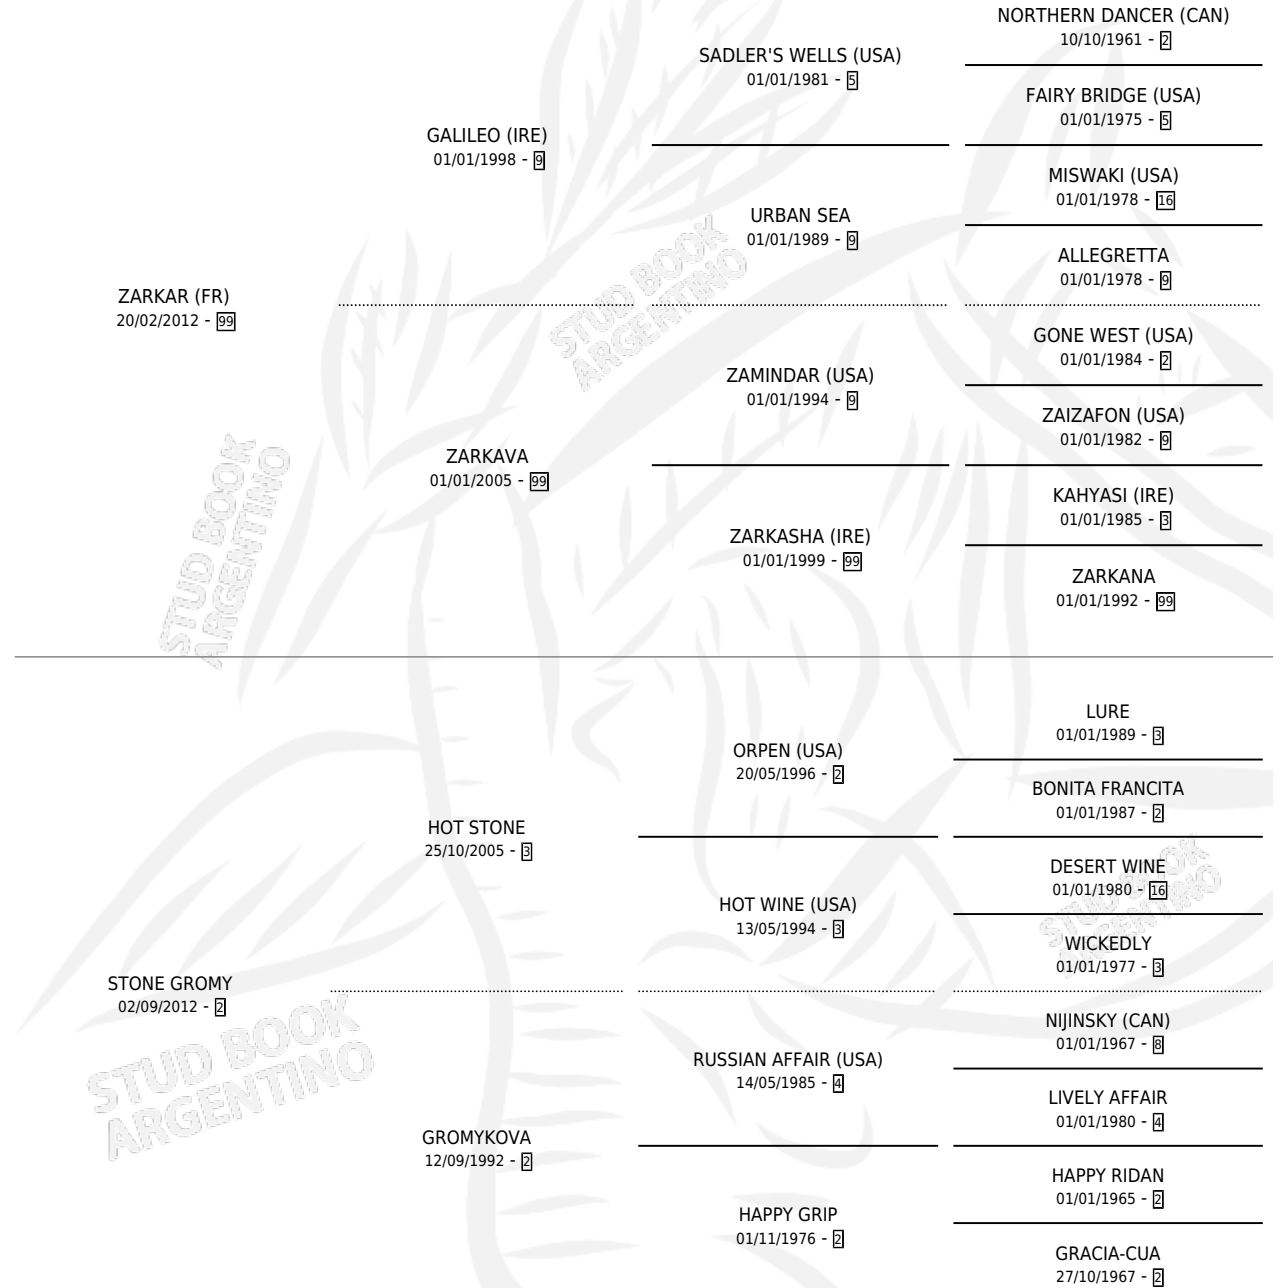 NORTHERN DANCER (CAN)
10/10/1961 - 2
SADLER'S WELLS (USA)
01/01/1981 - 5
FAIRY BRIDGE (USA)
01/01/1975 - 5
GALILEO (IRE)
01/01/1998 - 9
MISWAKI (USA)
01/01/1978 - 16
URBAN SEA
01/01/1989 - 9
ALLEGRETTA
01/01/1978 - 9
ZARKAR (FR)
20/02/2012 - 99
GONE WEST (USA)
01/01/1984 - 2
ZAMINDAR (USA)
01/01/1994 - 9
ZAIZAFON (USA)
01/01/1982 - 9
ZARKAVA
01/01/2005 - 99
KAHYASI (IRE)
01/01/1985 - 3
ZARKASHA (IRE)
01/01/1999 - 99
ZARKANA
01/01/1992 - 99
STUD BOOK
ARGENTINO
STUD BOOK
ARGENTINO
LURE
01/01/1989 - 3
ORPEN (USA)
20/05/1996 - 2
BONITA FRANCITA
01/01/1987 - 2
HOT STONE
25/10/2005 - 3
DESERT WINE
01/01/1980 - 16
HOT WINE (USA)
13/05/1994 - 3
WICKEDLY
01/01/1977 - 3
STONE GROMY
02/09/2012 - 2
NIJINSKY (CAN)
01/01/1967 - 8
RUSSIAN AFFAIR (USA)
14/05/1985 - 4
LIVELY AFFAIR
01/01/1980 - 4
GROMYKOVA
12/09/1992 - 2
HAPPY RIDAN
01/01/1965 - 2
HAPPY GRIP
01/11/1976 - 2
GRACIA-CUA
27/10/1967 - 2
STUD BOOK
ARGENTINO
STUD BOOK
ARGENTINO